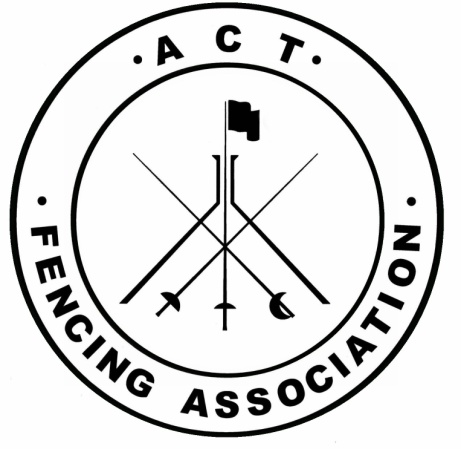 · A C T ·
· FENCING ASSOCIATION ·